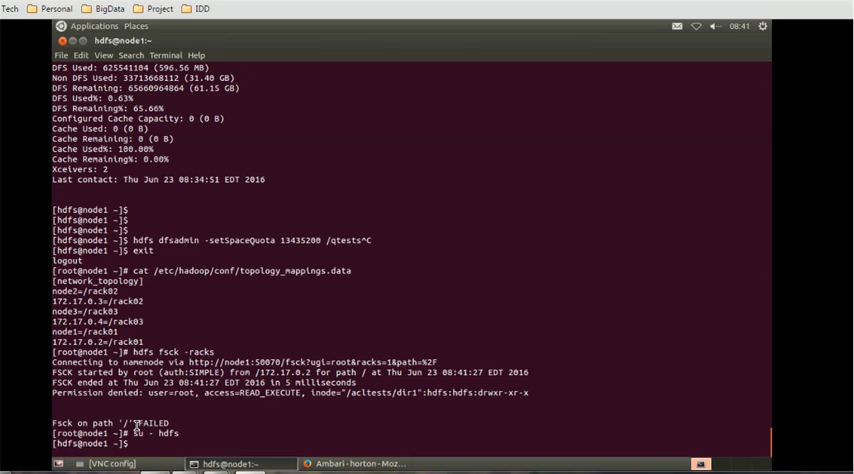 Tech Personal BigData Project IDD
Applications Places 08:41
hdfs@node1:~
File Edit View Search Terminal Help
DFS Used: 625541104 (596.56 MB)
Non DFS Used: 33713668112 (31.40 GB)
DFS Remaining: 65660964864 (61.15 GB)
DFS Used%: 0.63%
DFS Remaining%: 65.66%
Configured Cache Capacity: 0 (0 B)
Cache Used: 0 (0 B)
Cache Remaining: 0 (0 B)
Cache Used%: 100.00%
Cache Remaining%: 0.00%
Xceivers: 2
Last contact: Thu Jun 23 08:34:51 EDT 2016
[hdfs@node1 ~]$
[hdfs@node1 ~]$
[hdfs@node1 ~]$
[hdfs@node1 ~]$ hdfs dfsadmin -setSpaceQuota 13435200 /qtests^C
[hdfs@node1 ~]$ exit
logout
[root@node1 ~]# cat /etc/hadoop/conf/topology_mappings.data
[network_topology]
node2=/rack02
172.17.0.3=/rack02
node3=/rack03
172.17.0.4=/rack03
node1=/rack01
172.17.0.2=/rack01
[root@node1 ~]# hdfs fsck -racks
Connecting to namenode via http://node1:50070/fsck?ugi=root&racks=1&path=%2F
FSCK started by root (auth:SIMPLE) from /172.17.0.2 for path / at Thu Jun 23 08:41:27 EDT 2016
FSCK ended at Thu Jun 23 08:41:27 EDT 2016 in 5 milliseconds
Permission denied: user=root, access=READ_EXECUTE, inode="/acltests/dir1":hdfs:hdfs:drwxr-xr-x
Fsck on path '/' FAILED
[root@node1 ~]# su - hdfs
[hdfs@node1 ~]$
[VNC config] hdfs@node1:~ Ambari - horton - Moz...